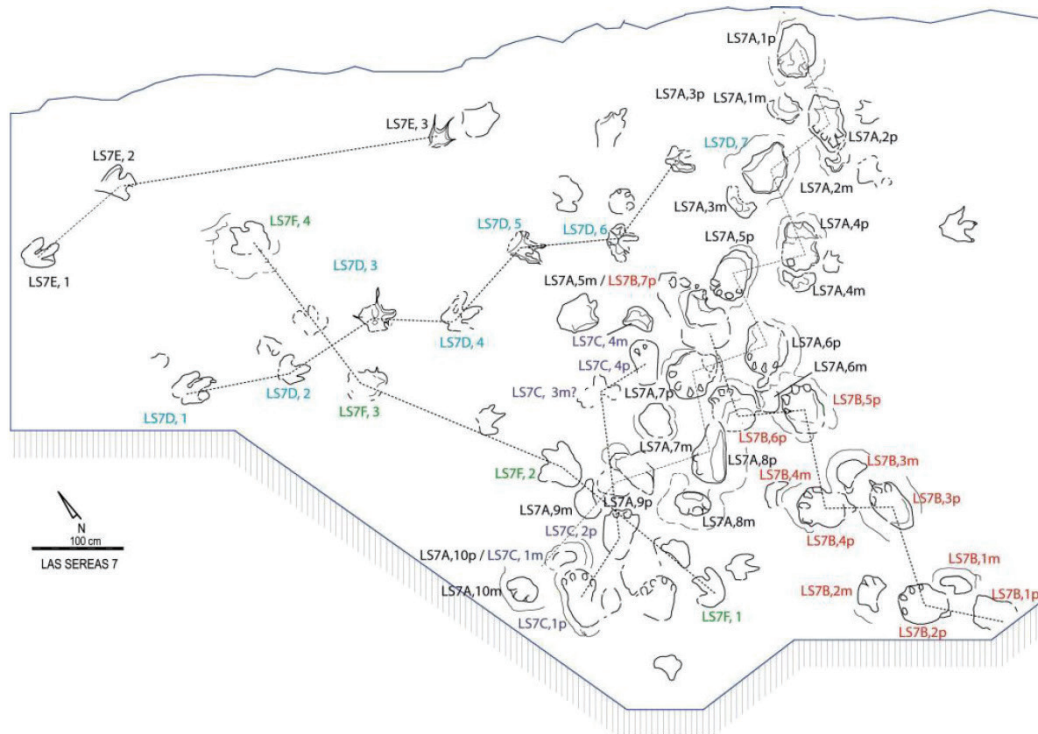 LS7A,1p
LS7A,3p
LS7A,1m
LS7E, 3
LS7A,2p
LS7D, 7
LS7E, 2
LS7A,2m
LS7A,3m
LS7F, 4
LS7A,4p
LS7D, 5
LS7D, 6
LS7A,5p
LS7D, 3
LS7E, 1
LS7A,5m / LS7B,7p
LS7A,4m
LS7C, 4m
LS7D, 4
LS7A,6p
LS7C, 4p
LS7A,6m
LS7C, 3m?
LS7A,7p
LS7B,5p
LS7D, 2
LS7D, 1
LS7F, 3
LS7B,6p
LS7A,7m
LS7A,8p
LS7B,3m
LS7F, 2
LS7B,4m
LS7B,3p
LS7A,9p
LS7A,9m
LS7A,8m
LS7C, 2p
LS7B,4p
N
100 cm
LAS SEREAS 7
LS7A,10p / LS7C, 1m
LS7B,1m
LS7A,10m
LS7B,2m
LS7B,1p
LS7F, 1
LS7C,1p
LS7B,2p